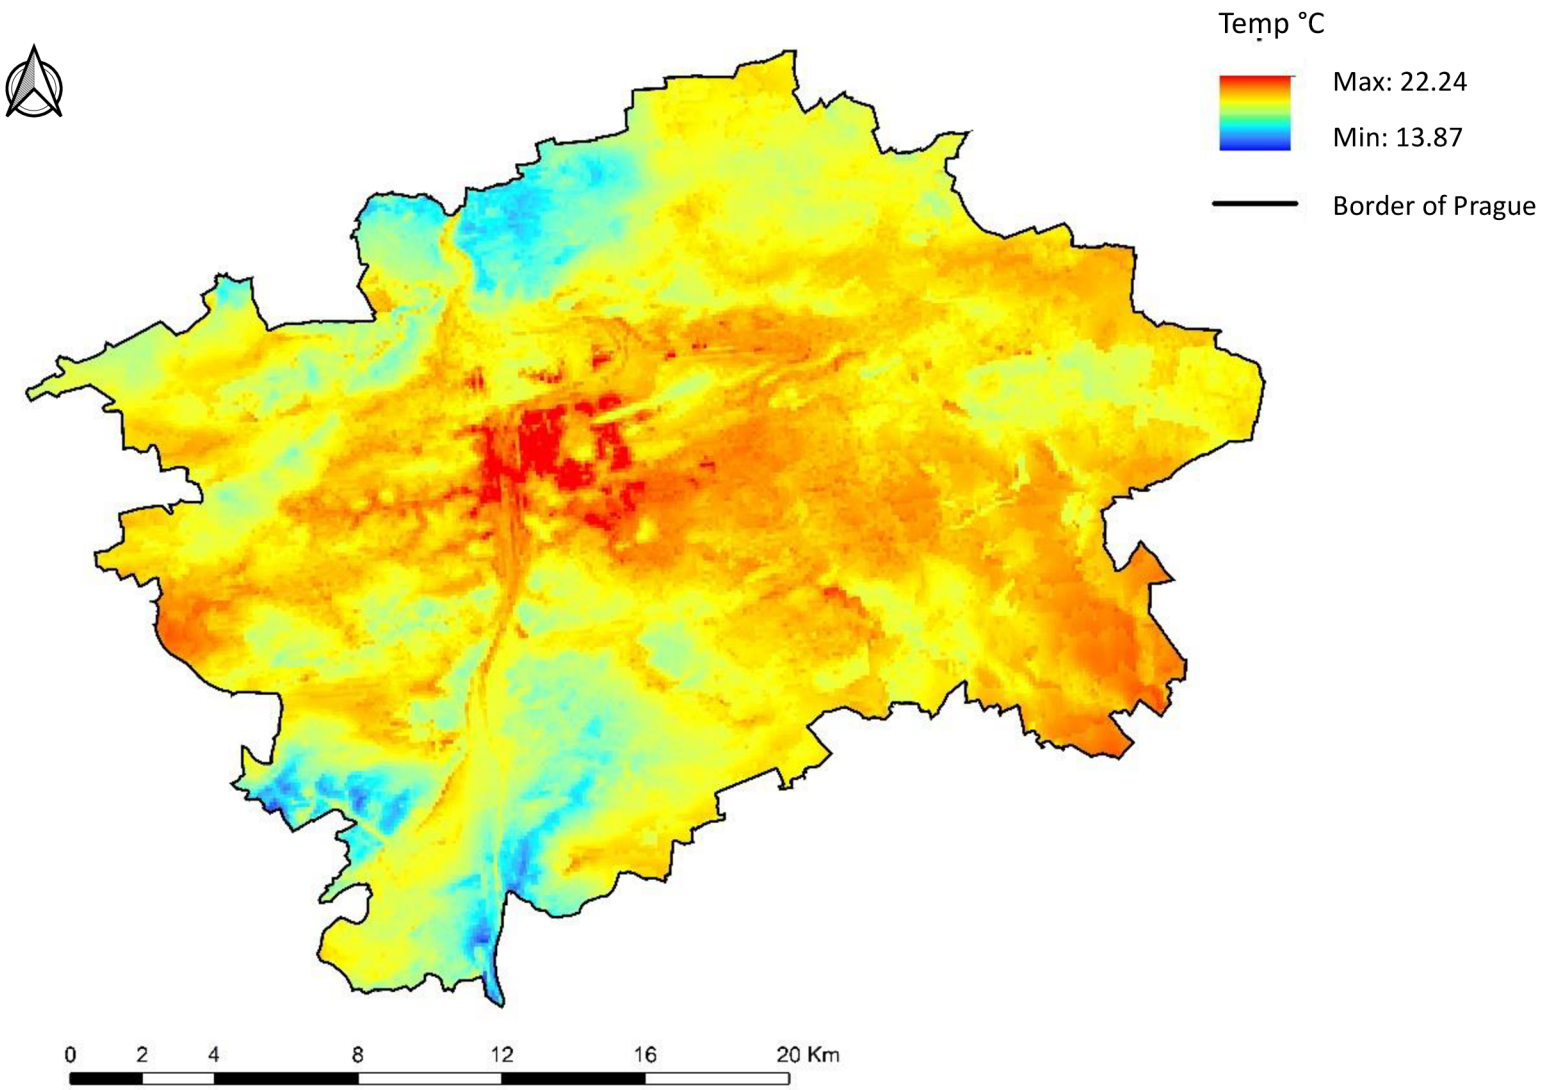 Temp °C
Max: 22.24
Min: 13.87
Border of Prague
0 2 4 8 12 16 20 Km